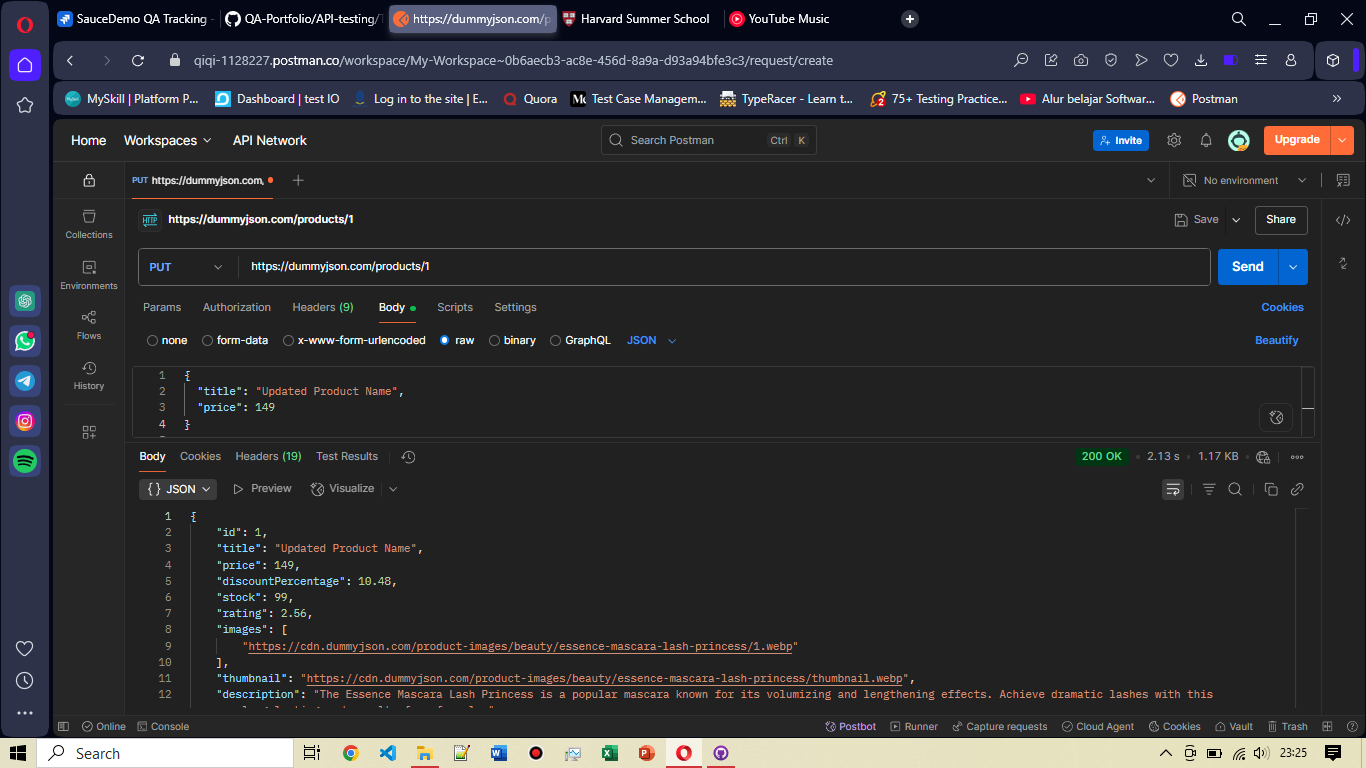 SauceDemo QA Tracking -
QA-Portfolio/API-testing/
https://dummyjson.com/p
Harvard Summer School
YouTube Music
qiqi-1128227.postman.co/workspace/My-Workspace~0b6aecb3-ac8e-456d-8a9a-d93a94bfe3c3/request/create
MySkill | Platform P...
Dashboard | test IO
Log in to the site | E...
Quora
Test Case Managem...
TypeRacer - Learn t...
75+ Testing Practice...
Alur belajar Softwar...
Postman
»
Home
Workspaces
API Network
Search Postman
Ctrl
K
Invite
Upgrade
PUT https://dummyjson.com,
No environment
Collections
Environments
Flows
History
HTTP
https://dummyjson.com/products/1
Save
Share
PUT
https://dummyjson.com/products/1
Send
Params
Authorization
Headers (9)
Body
Scripts
Settings
Cookies
none
form-data
x-www-form-urlencoded
raw
binary
GraphQL
JSON
Beautify
1 {
2 "title": "Updated Product Name",
3 "price": 149
4 }
Body
Cookies
Headers (19)
Test Results
200 OK
2.13 s
1.17 KB
{ } JSON
Preview
Visualize
1 {
2 "id": 1,
3 "title": "Updated Product Name",
4 "price": 149,
5 "discountPercentage": 10.48,
6 "stock": 99,
7 "rating": 2.56,
8 "images": [
9 "https://cdn.dummyjson.com/product-images/beauty/essence-mascara-lash-princess/1.webp"
10 ],
11 "thumbnail": "https://cdn.dummyjson.com/product-images/beauty/essence-mascara-lash-princess/thumbnail.webp",
12 "description": "The Essence Mascara Lash Princess is a popular mascara known for its volumizing and lengthening effects. Achieve dramatic lashes with this
Online
Console
Postbot
Runner
Capture requests
Cloud Agent
Cookies
Vault
Trash
Search
23:25